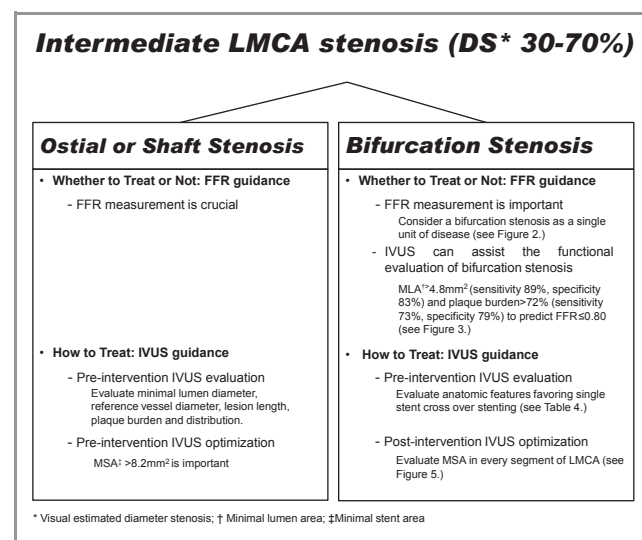 Intermediate LMCA stenosis (DS* 30-70%)
Ostial or Shaft Stenosis
• Whether to Treat or Not: FFR guidance
- FFR measurement is crucial
• How to Treat: IVUS guidance
- Pre-intervention IVUS evaluation
Evaluate minimal lumen diameter,
reference vessel diameter, lesion length,
plaque burden and distribution.
- Pre-intervention IVUS optimization
MSA‡ >8.2mm² is important
Bifurcation Stenosis
• Whether to Treat or Not: FFR guidance
- FFR measurement is important
Consider a bifurcation stenosis as a single
unit of disease (see Figure 2.)
- IVUS can assist the functional
evaluation of bifurcation stenosis
MLA†>4.8mm² (sensitivity 89%, specificity
83%) and plaque burden>72% (sensitivity
73%, specificity 79%) to predict FFR≤0.80
(see Figure 3.)
• How to Treat: IVUS guidance
- Pre-intervention IVUS evaluation
Evaluate anatomic features favoring single
stent cross over stenting (see Table 4.)
- Post-intervention IVUS optimization
Evaluate MSA in every segment of LMCA (see
Figure 5.)
* Visual estimated diameter stenosis; † Minimal lumen area; ‡Minimal stent area